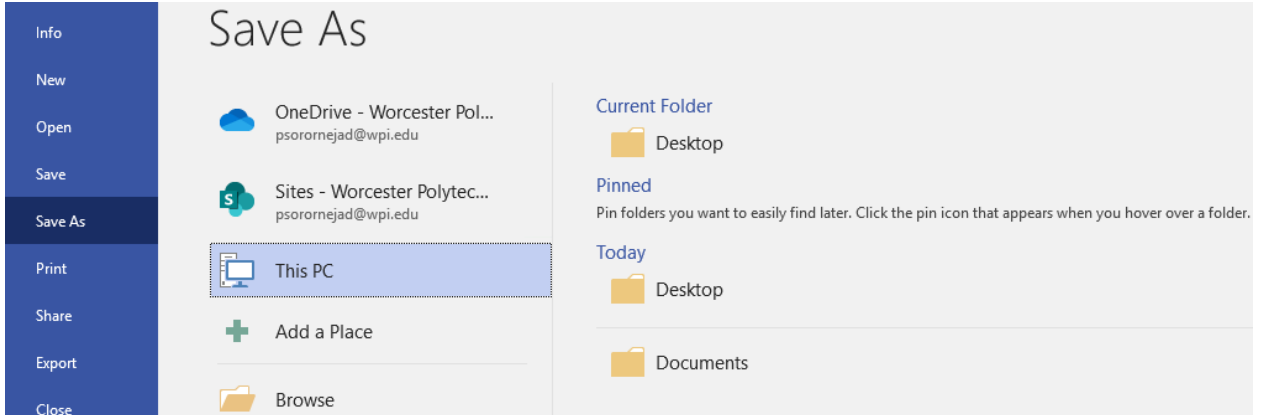 Info
New
Open
Save
Save As
Print
Share
Export
Close
Save As
OneDrive - Worcester Pol...
psorornejad@wpi.edu
Sites - Worcester Polytec...
psorornejad@wpi.edu
This PC
Add a Place
Browse
Current Folder
Desktop
Pinned
Pin folders you want to easily find later. Click the pin icon that appears when you hover over a folder.
Today
Desktop
Documents